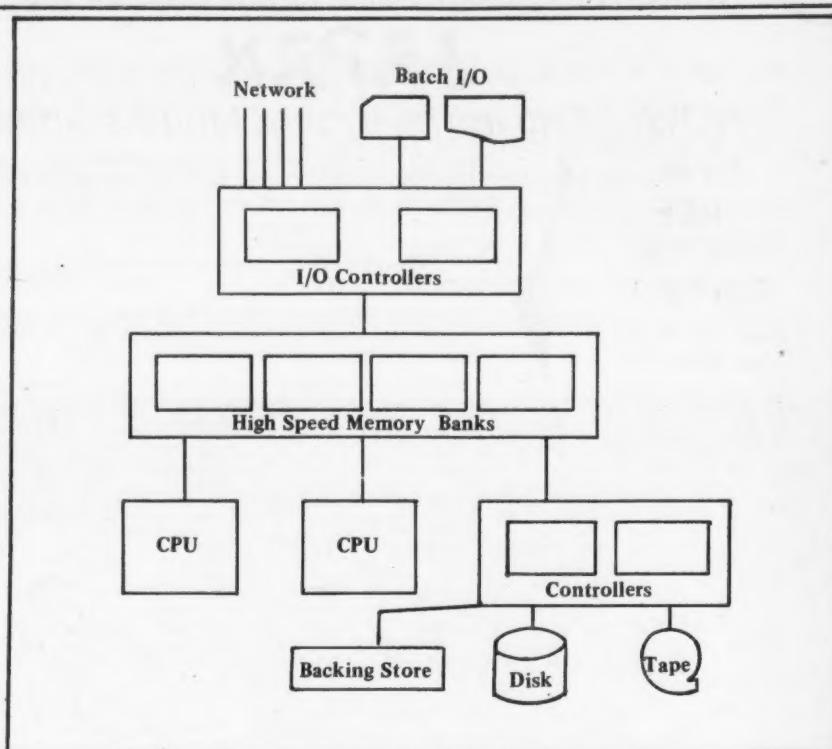 Network
Batch I/O
I/O Controllers
High Speed Memory Banks
CPU
CPU
Controllers
Backing Store
Disk
Tape